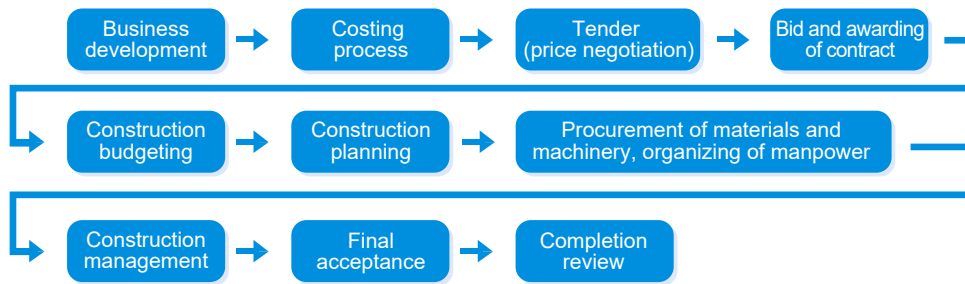 Business
development
Costing
process
Tender
(price negotiation)
Bid and awarding
of contract
Construction
budgeting
Construction
planning
Procurement of materials and
machinery, organizing of manpower
Construction
management
Final
acceptance
Completion
review